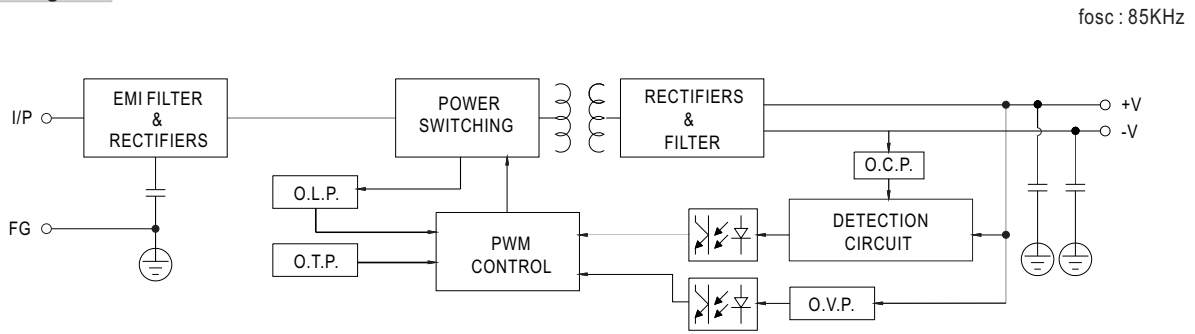 fosc : 85KHz
I/P
EMI FILTER
&
RECTIFIERS
POWER
SWITCHING
RECTIFIERS
&
FILTER
+V
-V
O.C.P.
O.L.P.
DETECTION
CIRCUIT
FG
PWM
CONTROL
O.T.P.
O.V.P.